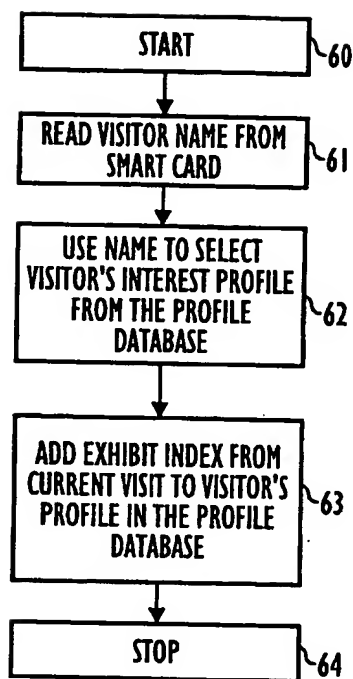 START
60
READ VISITOR NAME FROM
SMART CARD
61
USE NAME TO SELECT
VISITOR'S INTEREST PROFILE
FROM THE PROFILE
DATABASE
62
ADD EXHIBIT INDEX FROM
CURRENT VISIT TO VISITOR'S
PROFILE IN THE PROFILE
DATABASE
63
STOP
64